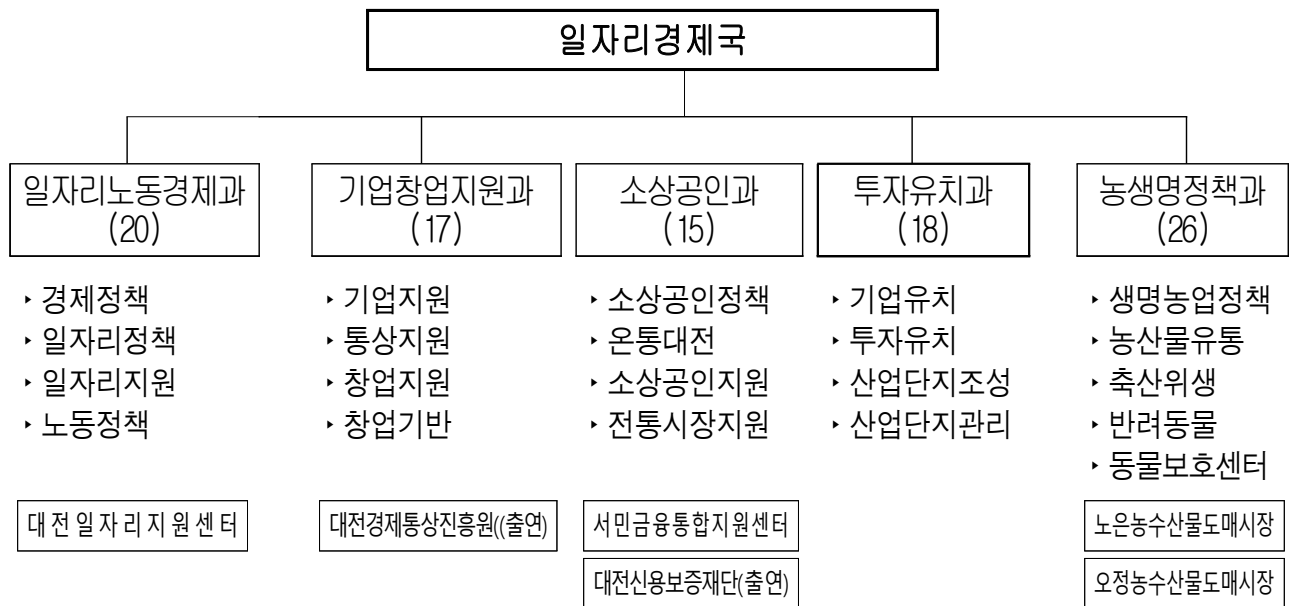 일자리경제국
일자리노동경제과
(20)
기업창업지원과
(17)
소상공인과
(15)
투자유치과
(18)
농생명정책과
(26)
‣ 경제정책
‣ 일자리정책
‣ 일자리지원
‣ 노동정책
‣ 기업지원
‣ 통상지원
‣ 창업지원
‣ 창업기반
‣ 소상공인정책
‣ 온통대전
‣ 소상공인지원
‣ 전통시장지원
‣ 기업유치
‣ 투자유치
‣ 산업단지조성
‣ 산업단지관리
‣ 생명농업정책
‣ 농산물유통
‣ 축산위생
‣ 반려동물
‣ 동물보호센터
대전일자리지원센터
대전경제통상진흥원((출연)
서민금융통합지원센터
대전신용보증재단(출연)
노은농수산물도매시장
오정농수산물도매시장